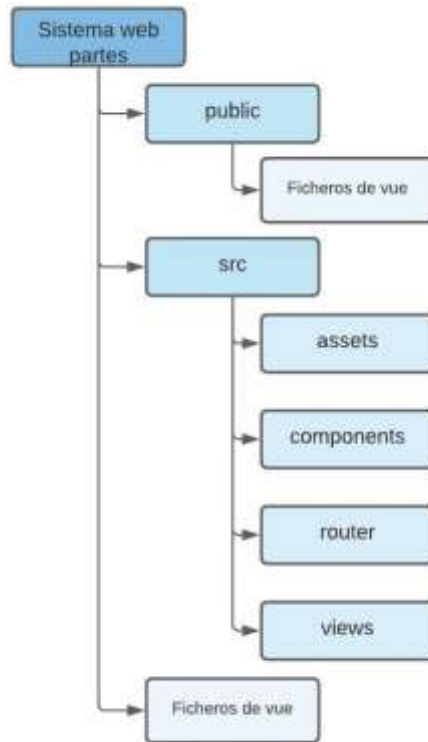 Sistema web
partes
public
Ficheros de vue
src
assets
components
router
views
Ficheros de vue